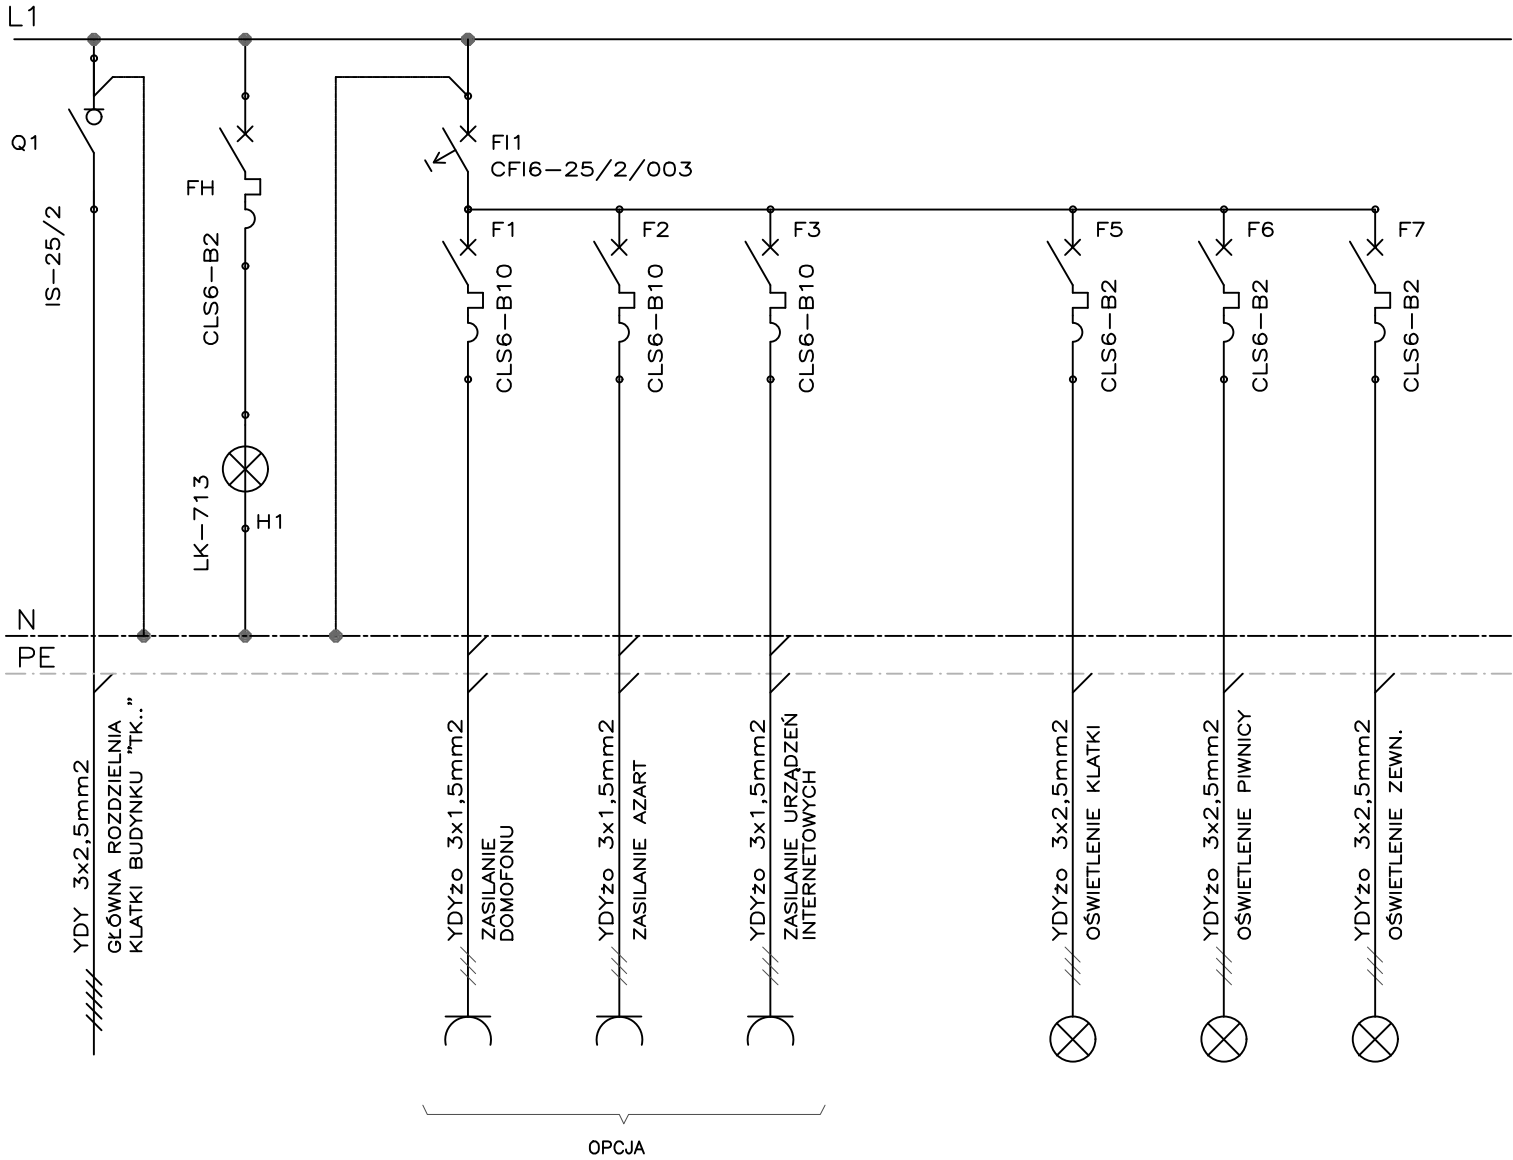 L1
Q1
IS-25/2
FH
CLS6-B2
LK-713
H1
FI1
CFI6-25/2/003
F1
CLS6-B10
F2
CLS6-B10
F3
CLS6-B10
F5
CLS6-B2
F6
CLS6-B2
F7
CLS6-B2
N
PE
YDY 3x2,5mm2
GŁÓWNA ROZDZIELNIA
KLATKI BUDYNKU "TK.."
YDYżo 3x1,5mm2
ZASILANIE
DOMOFONU
YDYżo 3x1,5mm2
ZASILANIE AZART
YDYżo 3x1,5mm2
ZASILANIE URZĄDZEŃ
INTERNETOWYCH
YDYżo 3x2,5mm2
OŚWIETLENIE KLATKI
YDYżo 3x2,5mm2
OŚWIETLENIE PIWNICY
YDYżo 3x2,5mm2
OŚWIETLENIE ZEWN.
OPCJA